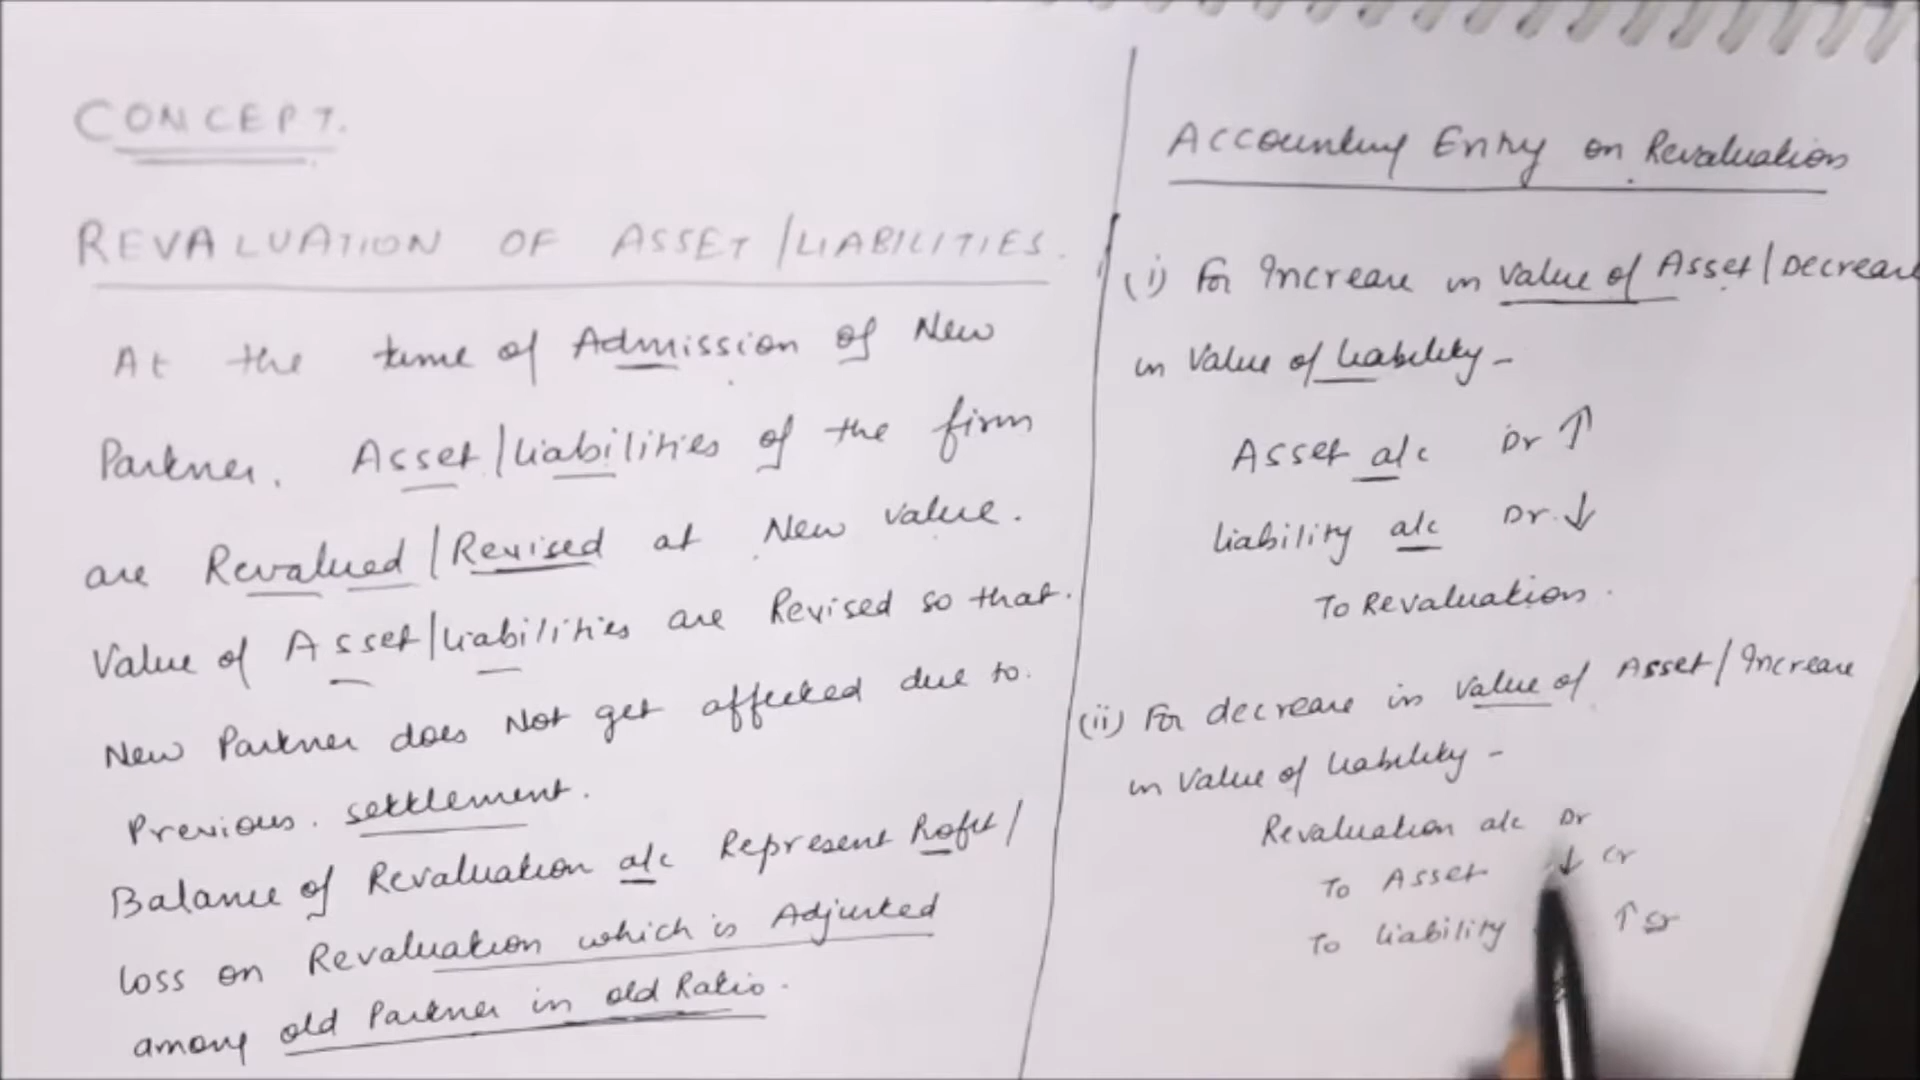 CONCEPT.
REVALUATION OF ASSET/LIABILITIES.
At the time of Admission of New
Partner. Asset/liabilities of the firm
are Revalued/Revised at New value.
Value of Asset/liabilities are Revised so that.
New Partner does Not get affected due to.
Previous. settlement.
Balance of Revaluation a/c Represent Profit/
loss on Revaluation which is Adjusted
among old Partner in old Ratio.
Accounting Entry on Revaluation
(i) For Increase in value of Asset/Decrease
in Value of liability -
Asset a/c Dr ↑
liability a/c Dr. ↓
To Revaluation.
(ii) For decrease in value of Asset/Increase
in Value of liability -
Revaluation a/c Dr
To Asset ↓ Cr
To liability ↑ Cr